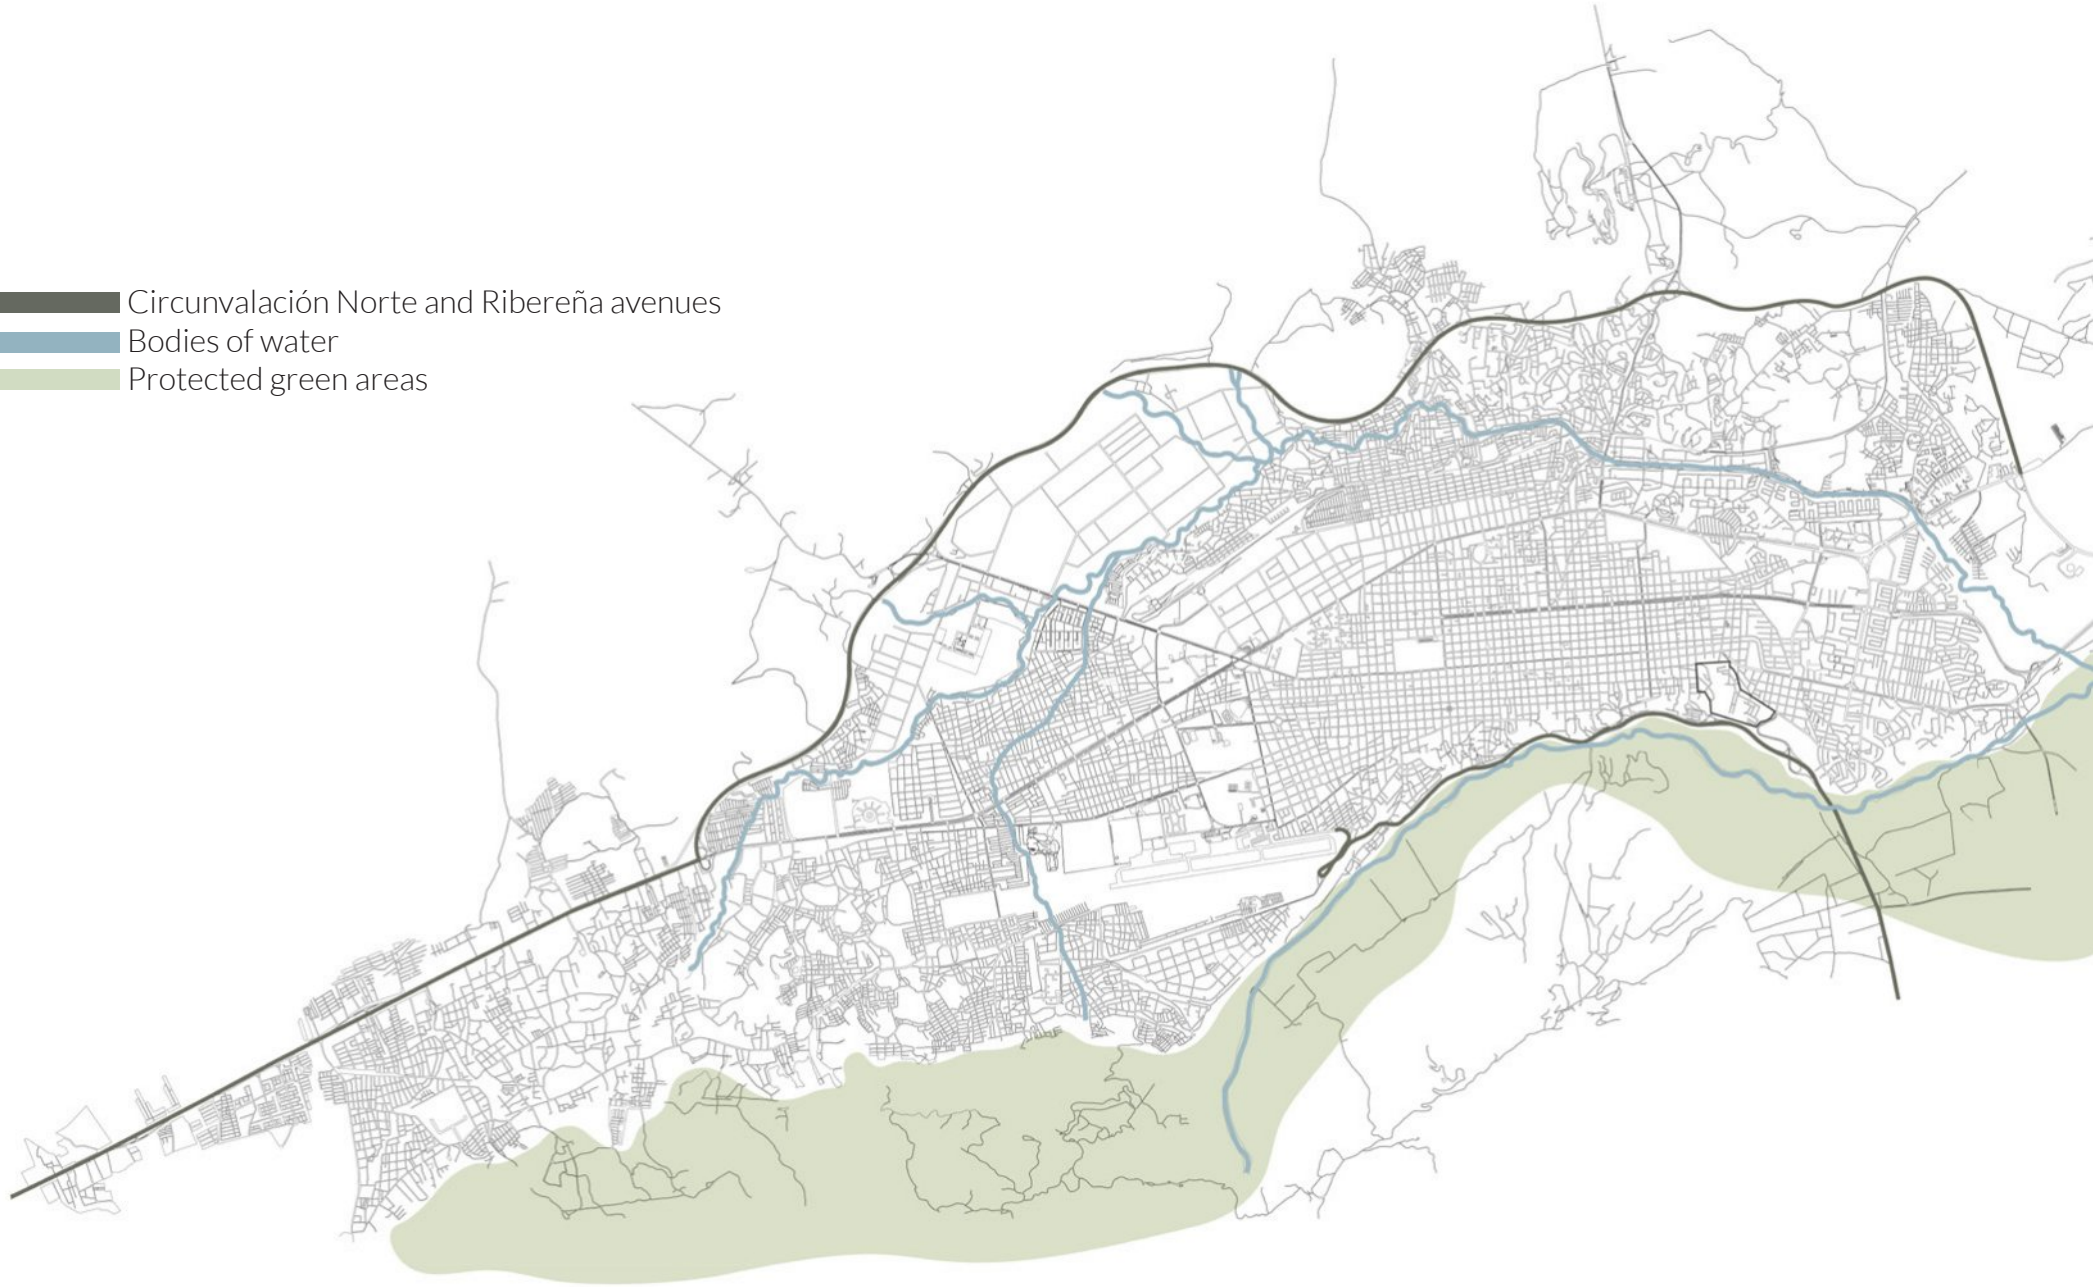 Circunvalación Norte and Ribereña avenues
Bodies of water
Protected green areas